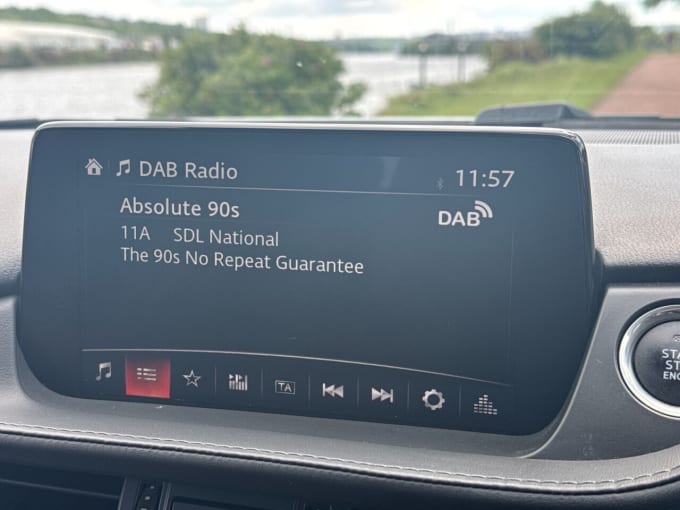 DAB Radio
11:57
Absolute 90s
DAB
11A SDL National
The 90s No Repeat Guarantee
TA